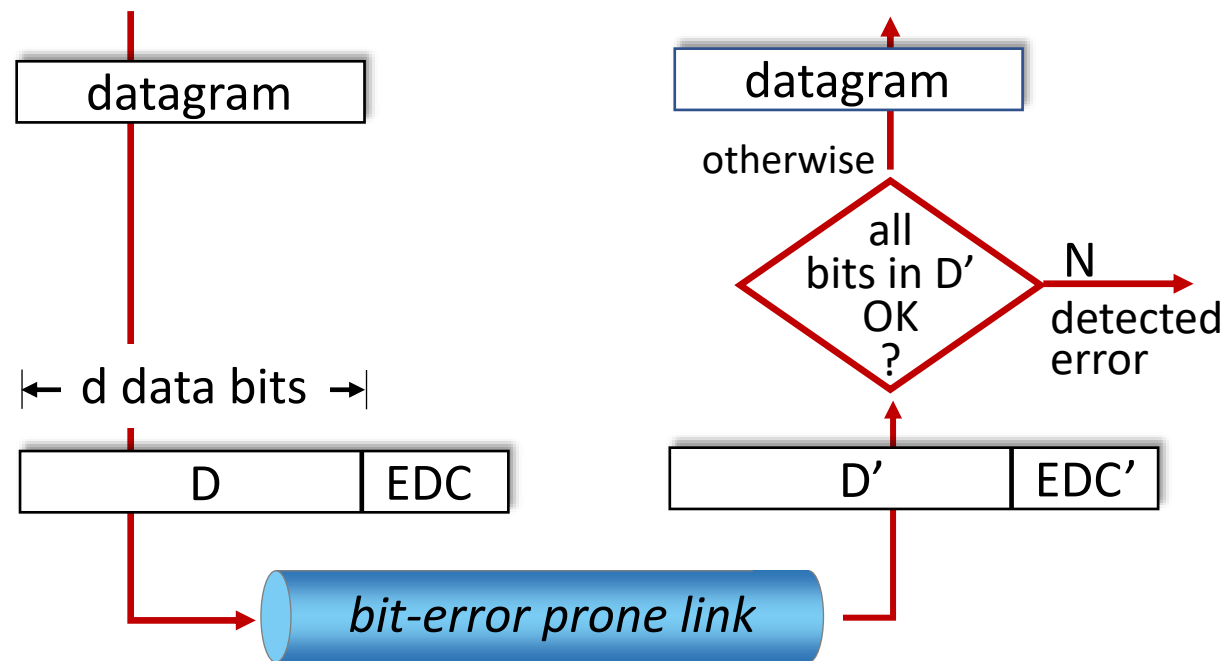 datagram
d data bits
D
EDC
bit-error prone link
datagram
otherwise
all
bits in D’
OK
?
N
detected
error
D’
EDC’